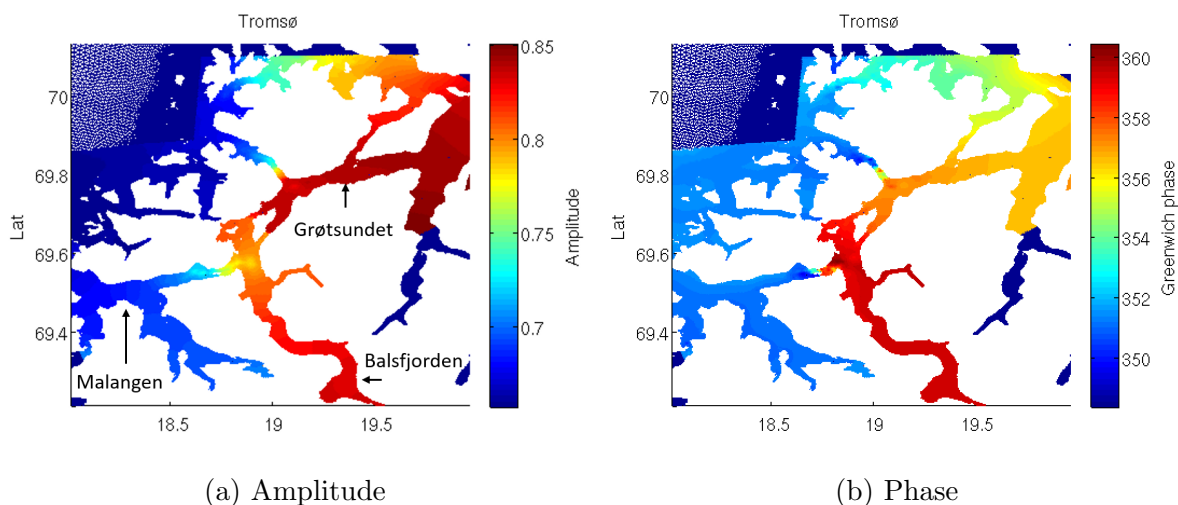 Tromsø
Lat
70
69.8
69.6
69.4
18.5
19
19.5
Grøtsundet
Malangen
Balsfjorden
0.85
0.8
0.75
0.7
Amplitude
(a) Amplitude
Tromsø
Lat
70
69.8
69.6
69.4
18.5
19
19.5
360
358
356
354
352
350
Greenwich phase
(b) Phase